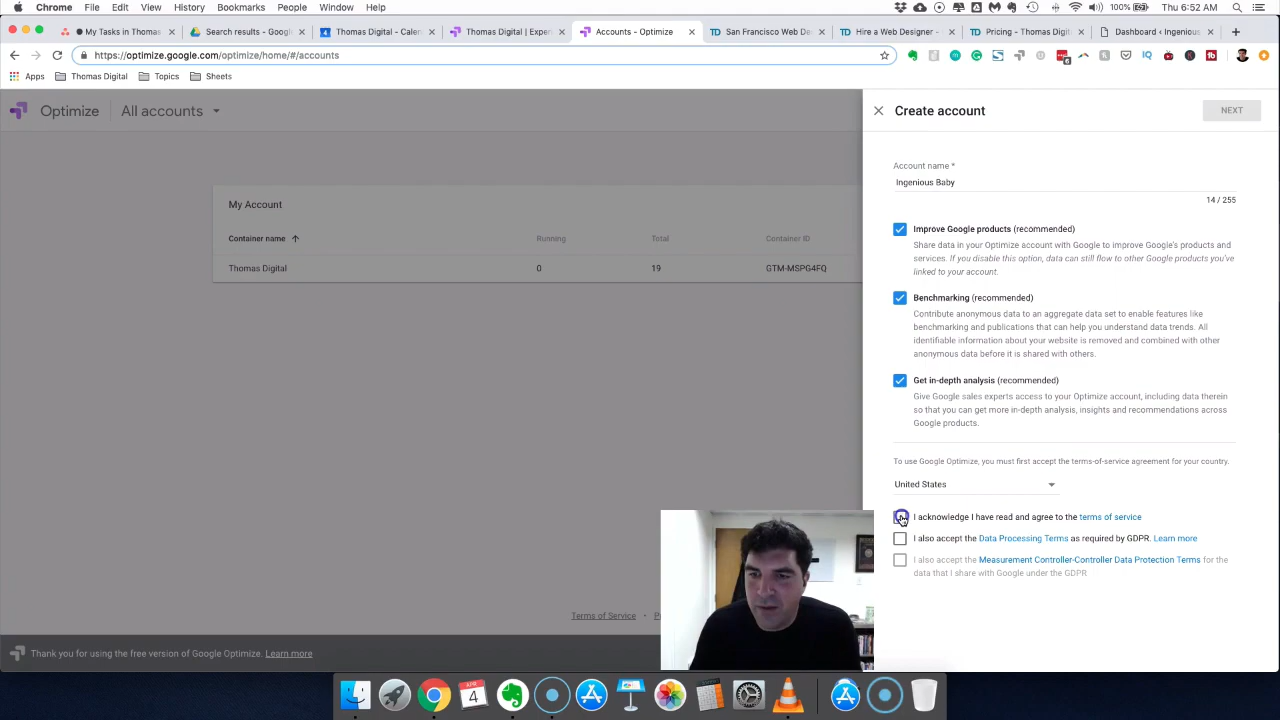 Chrome File Edit View History Bookmarks People Window Help 100% Thu 6:52 AM
My Tasks in Thomas Search results - Googl Thomas Digital - Calen Thomas Digital | Exper Accounts - Optimize San Francisco Web De Hire a Web Designer - Pricing - Thomas Digit Dashboard ‹ Ingenious
https://optimize.google.com/optimize/home/#/accounts
Apps Thomas Digital Topics Sheets
Optimize All accounts
Create account NEXT
Account name *
Ingenious Baby
14 / 255
My Account
Container name Running Total Container ID
Thomas Digital 0 19 GTM-MSPG4FQ
Improve Google products (recommended)
Share data in your Optimize account with Google to improve Google's products and
services. If you disable this option, data can still flow to other Google products you've
linked to your account.
Benchmarking (recommended)
Contribute anonymous data to an aggregate data set to enable features like
benchmarking and publications that can help you understand data trends. All
identifiable information about your website is removed and combined with other
anonymous data before it is shared with others.
Get in-depth analysis (recommended)
Give Google sales experts access to your Optimize account, including data therein
so that you can get more in-depth analysis, insights and recommendations across
Google products.
To use Google Optimize, you must first accept the terms-of-service agreement for your country.
United States
I acknowledge I have read and agree to the terms of service
I also accept the Data Processing Terms as required by GDPR. Learn more
I also accept the Measurement Controller-Controller Data Protection Terms for the
data that I share with Google under the GDPR
Terms of Service
Thank you for using the free version of Google Optimize. Learn more